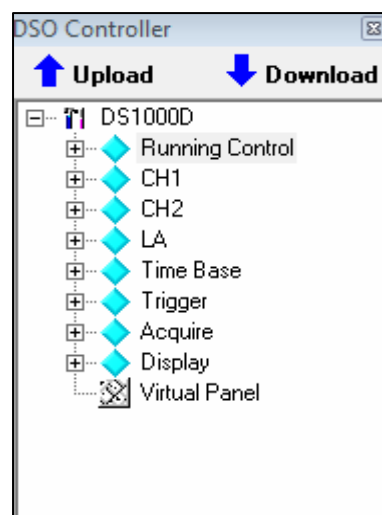 DSO Controller
Upload Download
DS1000D
Running Control
CH1
CH2
LA
Time Base
Trigger
Acquire
Display
Virtual Panel